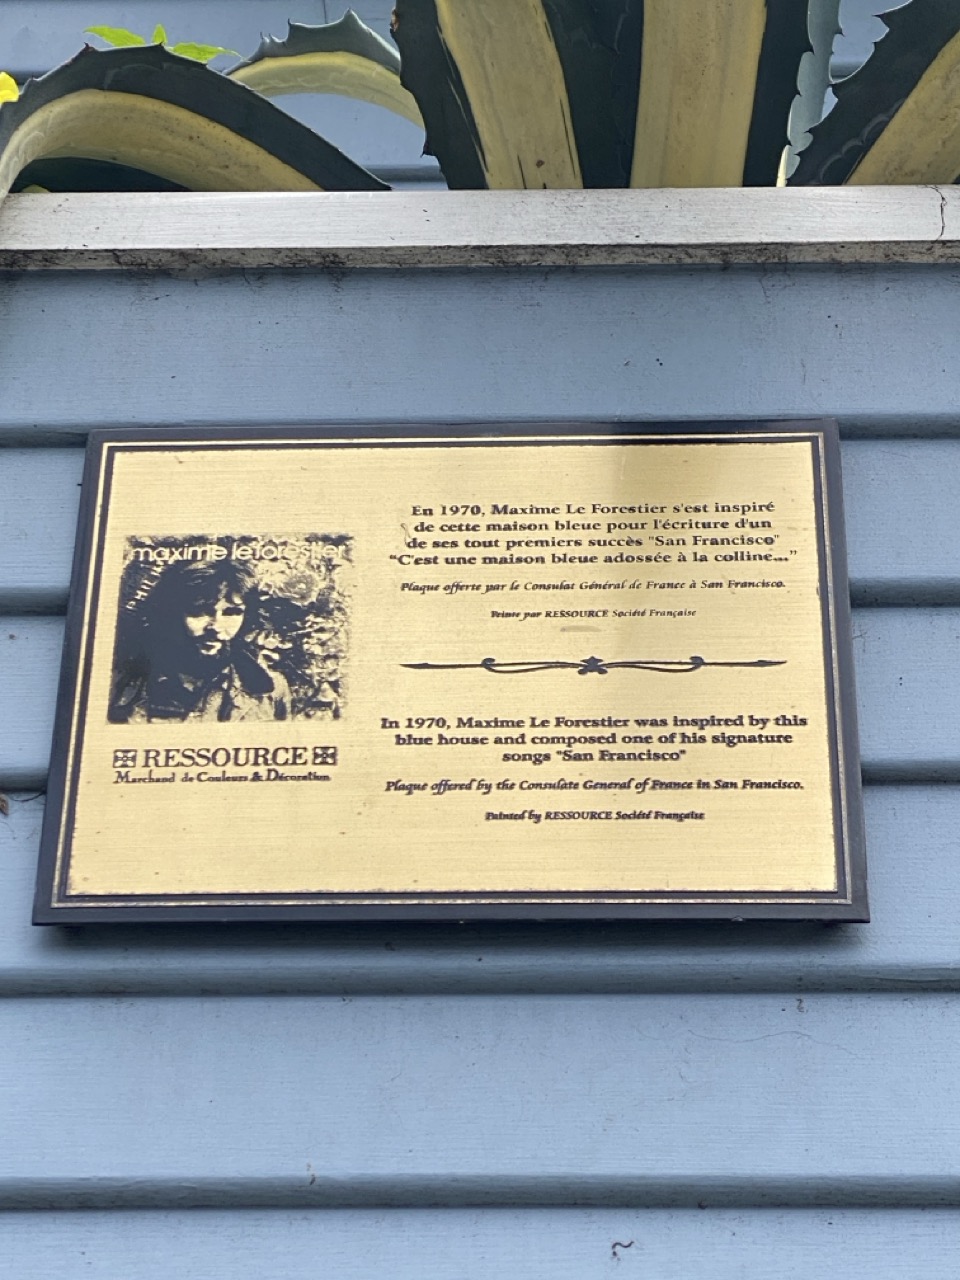 maxime leforestier
RESSOURCE
Marchand de Couleurs & Décoration
En 1970, Maxime Le Forestier s'est inspiré
de cette maison bleue pour l'écriture d'un
de ses tout premiers succès "San Francisco"
"C'est une maison bleue adossée à la colline..."
Plaque offerte par le Consulat Général de France à San Francisco.
Peinte par RESSOURCE Société Française
In 1970, Maxime Le Forestier was inspired by this
blue house and composed one of his signature
songs "San Francisco"
Plaque offered by the Consulate General of France in San Francisco.
Painted by RESSOURCE Société Française